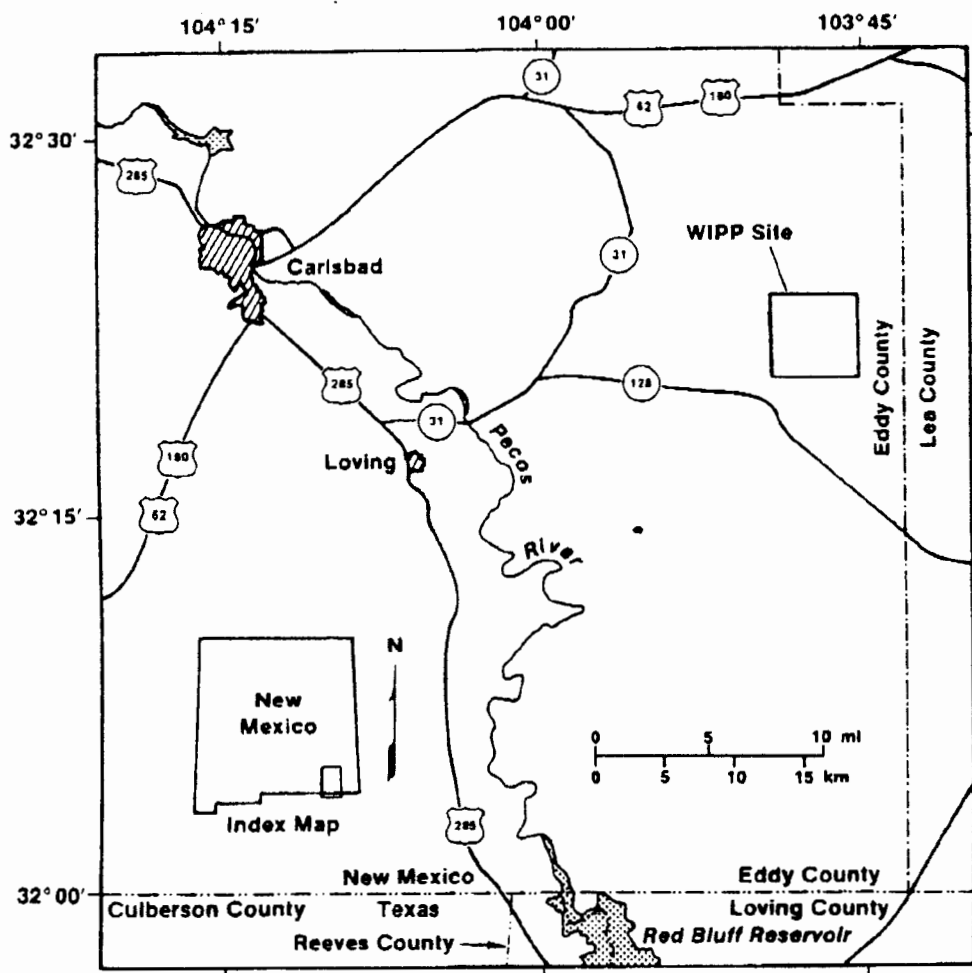 104° 15′
104° 00′
103° 45′
31
62
180
32° 30′
285
WIPP Site
31
Carlsbad
Eddy County
Lea County
285
128
31
Pecos
180
Loving
62
32° 15′
River
N
New
Mexico
0 5 10 mi
0 5 10 15 km
285
Index Map
New Mexico
Eddy County
32° 00′
Culberson County
Texas
Loving County
Reeves County
Red Bluff Reservoir